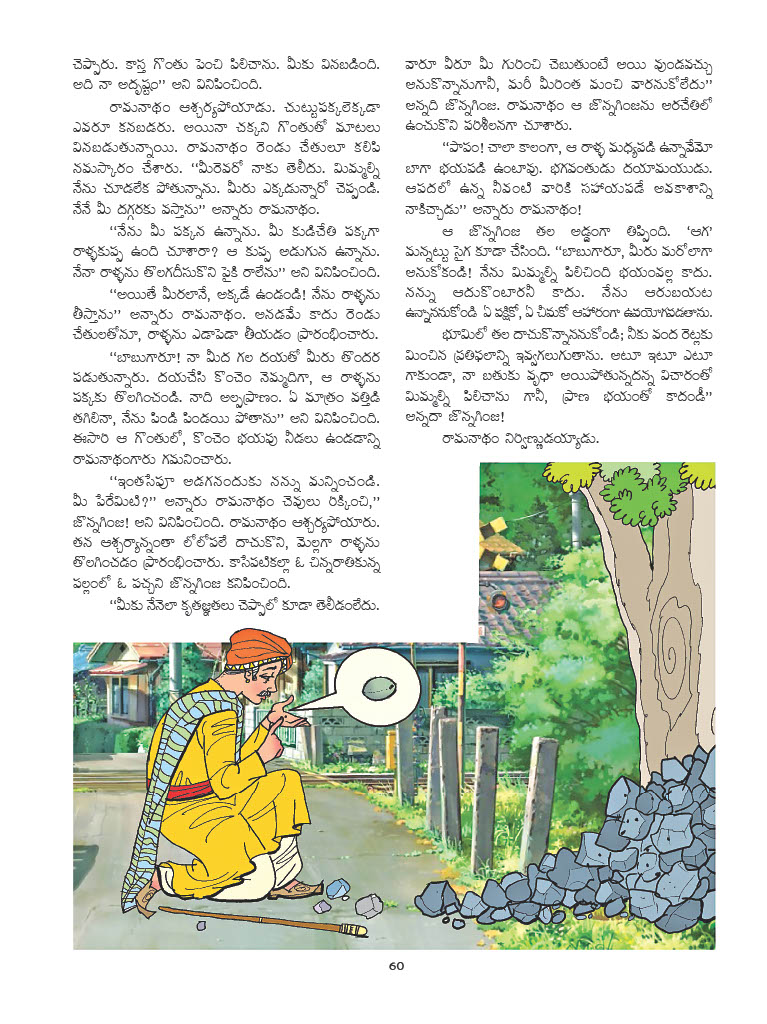 చెప్పారు. కాస్త గొంతు పెంచి పిలిచాను. మీకు వినబడింది.
అది నా అదృష్టం’’ అని వినిపించింది.
రామనాథం ఆశ్చర్యపోయాడు. చుట్టుపక్కలెక్కడా
ఎవరూ కనబడరు. అయినా చక్కని గొంతుతో మాటలు
వినబడుతున్నాయి. రామనాథం రెండు చేతులూ కలిపి
నమస్కారం చేశారు. ‘‘మీరెవరో నాకు తెలీదు. మిమ్మల్ని
నేను చూడలేక పోతున్నాను. మీరు ఎక్కడున్నారో చెప్పండి.
నేనే మీ దగ్గరకు వస్తాను’’ అన్నారు రామనాథం.
‘‘నేను మీ పక్కన ఉన్నాను. మీ కుడిచేతి పక్కగా
రాళ్ళకుప్ప ఉంది చూశారా? ఆ కుప్ప అడుగున ఉన్నాను.
నేనా రాళ్లను తొలగదీసుకొని పైకి రాలేను’’ అని వినిపించింది.
‘‘అయితే మీరలానే, అక్కడే ఉండండి! నేను రాళ్లను
తీస్తాను’’ అన్నారు రామనాథం. అనడమే కాదు రెండు
చేతులతోనూ, రాళ్లను ఎడాపెడా తీయడం ప్రారంభించారు.
‘‘బాబుగారూ! నా మీద గల దయతో మీరు తొందర
పడుతున్నారు. దయచేసి కొంచెం నెమ్మదిగా, ఆ రాళ్లను
పక్కకు తొలగించండి. నాది అల్పప్రాణం. ఏ మాత్రం వత్తిడి
తగిలినా, నేను పిండి పిండయి పోతాను’’ అని వినిపించింది.
ఈసారి ఆ గొంతులో, కొంచెం భయపు నీడలు ఉండడాన్ని
రామనాథంగారు గమనించారు.
‘‘ఇంతసేపూ అడగనందుకు నన్ను మన్నించండి.
మీ పేరేమిటి?’’ అన్నారు రామనాథం చెవులు రిక్కించి,’’
జొన్నగింజ! అని వినిపించింది. రామనాథం ఆశ్చర్యపోయారు.
తన ఆశ్చర్యాన్నంతా లోలోపలే దాచుకొని, మెల్లగా రాళ్లను
తొలగించడం ప్రారంభించారు. కాసేపటికల్లా ఓ చిన్నరాతికున్న
పల్లంలో ఓ పచ్చని జొన్నగింజ కనిపించింది.
‘‘మీకు నేనెలా కృతజ్ఞతలు చెప్పాలో కూడా తెలీడంలేదు.
వారూ వీరూ మీ గురించి చెబుతుంటే అయి వుండవచ్చు
అనుకొన్నానుగానీ, మరీ మీరింత మంచి వారనుకోలేదు’’
అన్నది జొన్నగింజ. రామనాథం ఆ జొన్నగింజను అరచేతిలో
ఉంచుకొని పరిశీలనగా చూశారు.
‘‘పాపం! చాలా కాలంగా, ఆ రాళ్ళ మధ్యపడి ఉన్నావేమో
బాగా భయపడి ఉంటావు. భగవంతుడు దయామయుడు.
ఆపదలో ఉన్న నీవంటి వారికి సహాయపడే అవకాశాన్ని
నాకిచ్చాడు’’ అన్నారు రామనాథం!
ఆ జొన్నగింజ తల అడ్డంగా తిప్పింది. ‘ఆగ’
మన్నట్టు సైగ కూడా చేసింది. ‘‘బాబుగారూ, మీరు మరోలాగా
అనుకోకండి! నేను మిమ్మల్ని పిలిచింది భయంవల్ల కాదు.
నన్ను ఆదుకొంటారనీ కాదు. నేను ఆరుబయట
ఉన్నాననుకోండి ఏ పక్షికో, ఏ చీమకో ఆహారంగా ఉపయోగపడతాను.
భూమిలో తల దాచుకొన్నాననుకోండి; నీకు వంద రెట్లకు
మించిన ప్రతిఫలాన్ని ఇవ్వగలుగుతాను. అటూ ఇటూ ఎటూ
గాకుండా, నా బతుకు వృధా అయిపోతున్నదన్న విచారంతో
మిమ్మల్ని పిలిచాను గానీ, ప్రాణ భయంతో కాదండీ’’
అన్నదా జొన్నగింజ!
రామనాథం నిర్విణ్ణుడయ్యాడు.
60